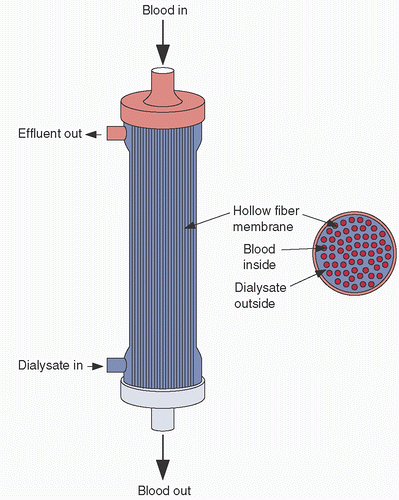 Blood in
Effluent out
Hollow fiber
membrane
Blood
inside
Dialysate
outside
Dialysate in
Blood out